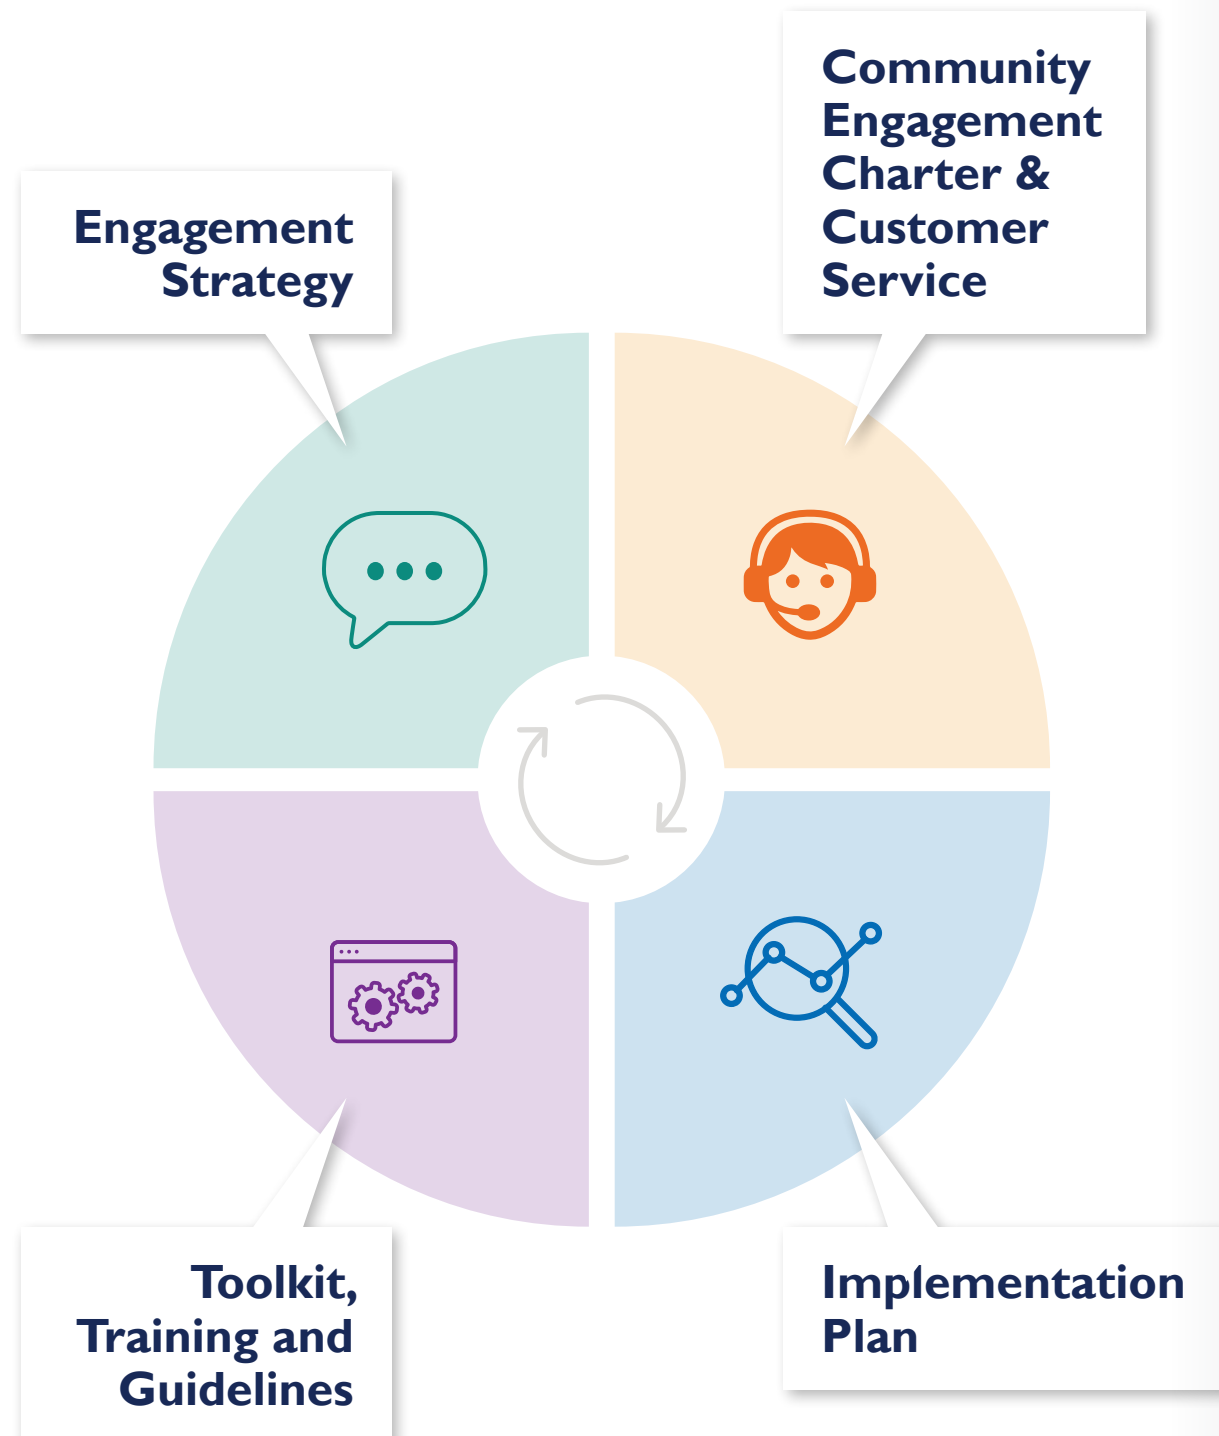 Engagement
Strategy
Community
Engagement
Charter &
Customer
Service
Toolkit,
Training and
Guidelines
Implementation
Plan